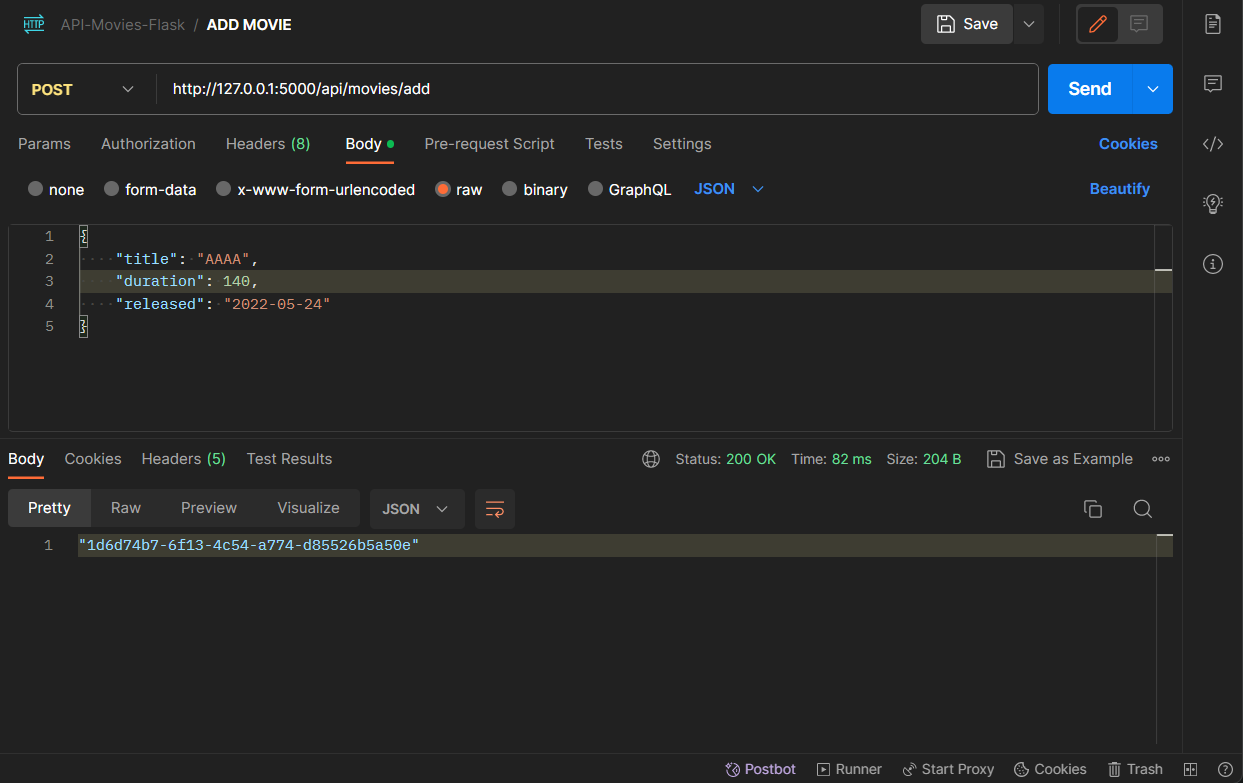 HTTP API-Movies-Flask / ADD MOVIE Save
POST http://127.0.0.1:5000/api/movies/add Send
Params Authorization Headers (8) Body Pre-request Script Tests Settings Cookies
none form-data x-www-form-urlencoded raw binary GraphQL JSON Beautify
1 {
2 "title": "AAAA",
3 "duration": 140,
4 "released": "2022-05-24"
5 }
Body Cookies Headers (5) Test Results Status: 200 OK Time: 82 ms Size: 204 B Save as Example
Pretty Raw Preview Visualize JSON
1 "1d6d74b7-6f13-4c54-a774-d85526b5a50e"
Postbot Runner Start Proxy Cookies Trash